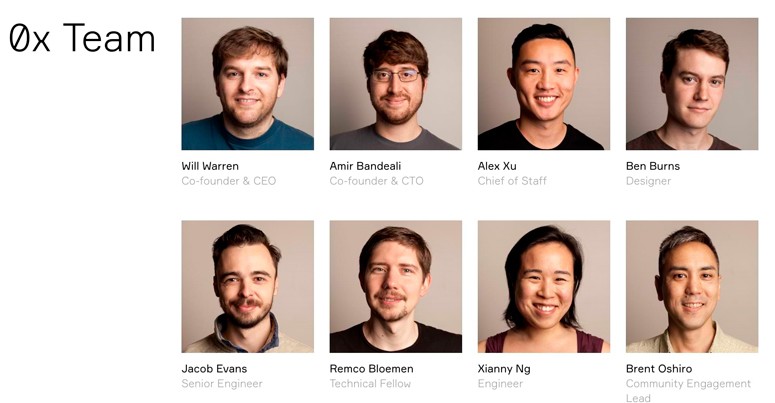 0x Team
Will Warren
Co-founder & CEO
Amir Bandeali
Co-founder & CTO
Alex Xu
Chief of Staff
Ben Burns
Designer
Jacob Evans
Senior Engineer
Remco Bloemen
Technical Fellow
Xianny Ng
Engineer
Brent Oshiro
Community Engagement
Lead